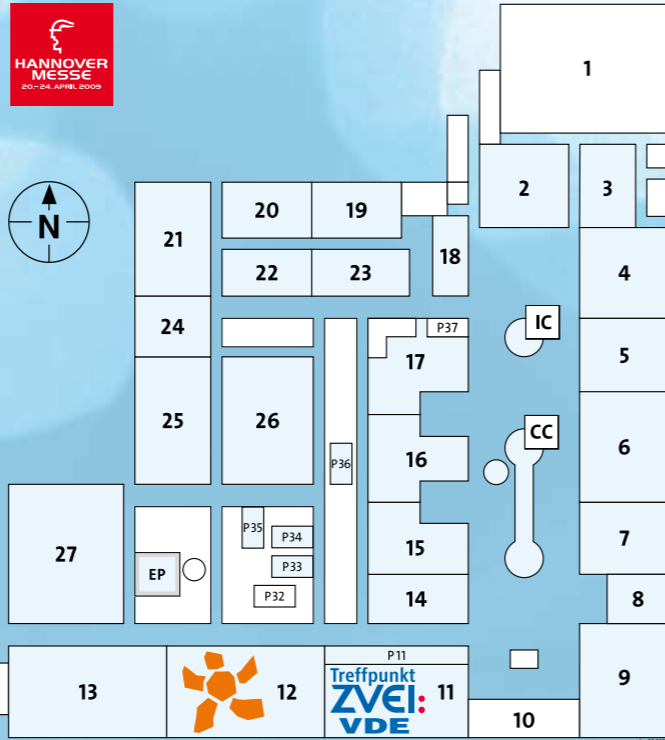 HANNOVER
MESSE
20.–24. APRIL 2009
1
2
3
N
21
20
19
18
4
22
23
24
IC
5
P37
17
25
26
CC
6
P36
16
27
P35
P34
15
7
EP
P33
P32
14
8
P11
13
12
Treffpunkt
ZVEI:
VDE
11
9
10